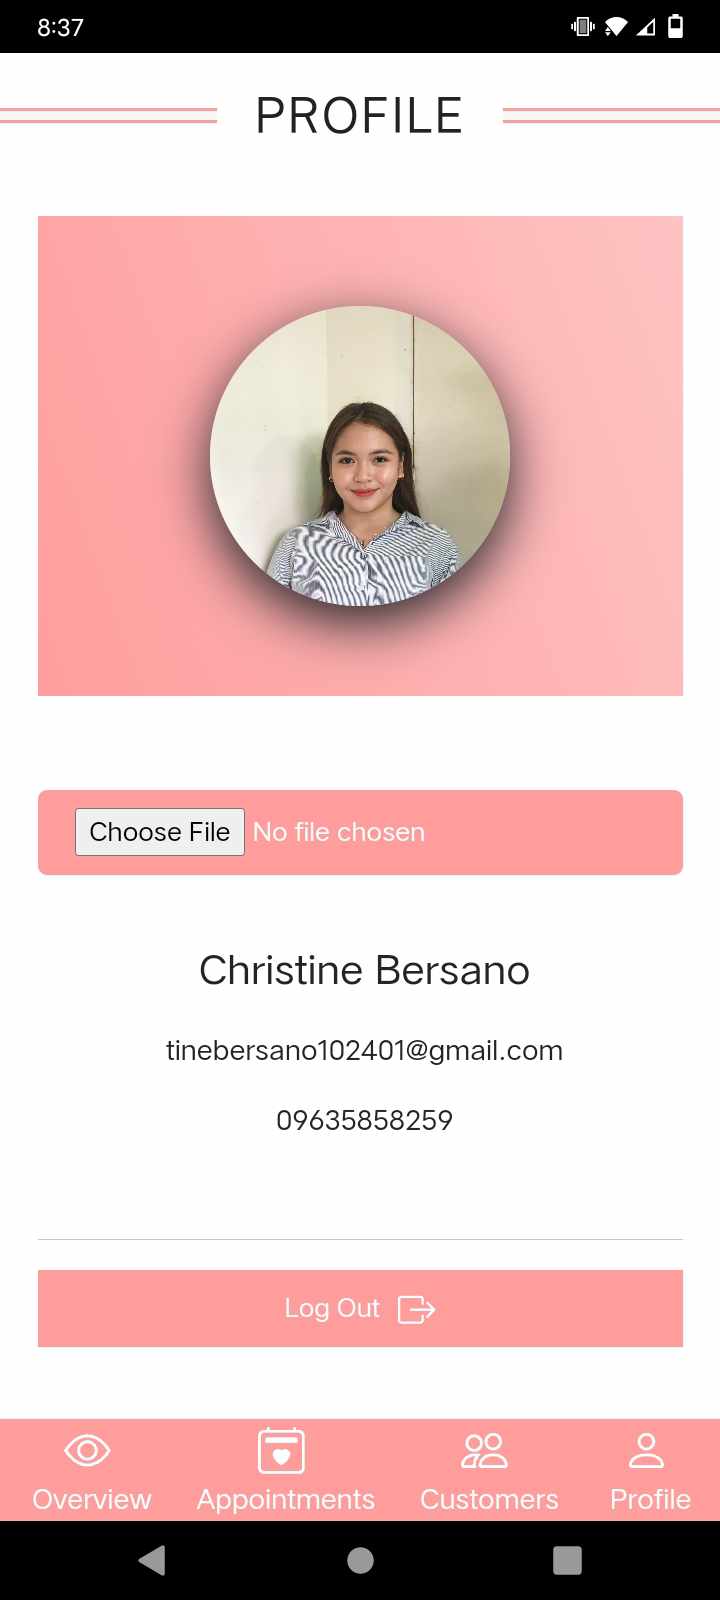 8:37
PROFILE
Choose File No file chosen
Christine Bersano
tinebersano102401@gmail.com
09635858259
Log Out
Overview Appointments Customers Profile